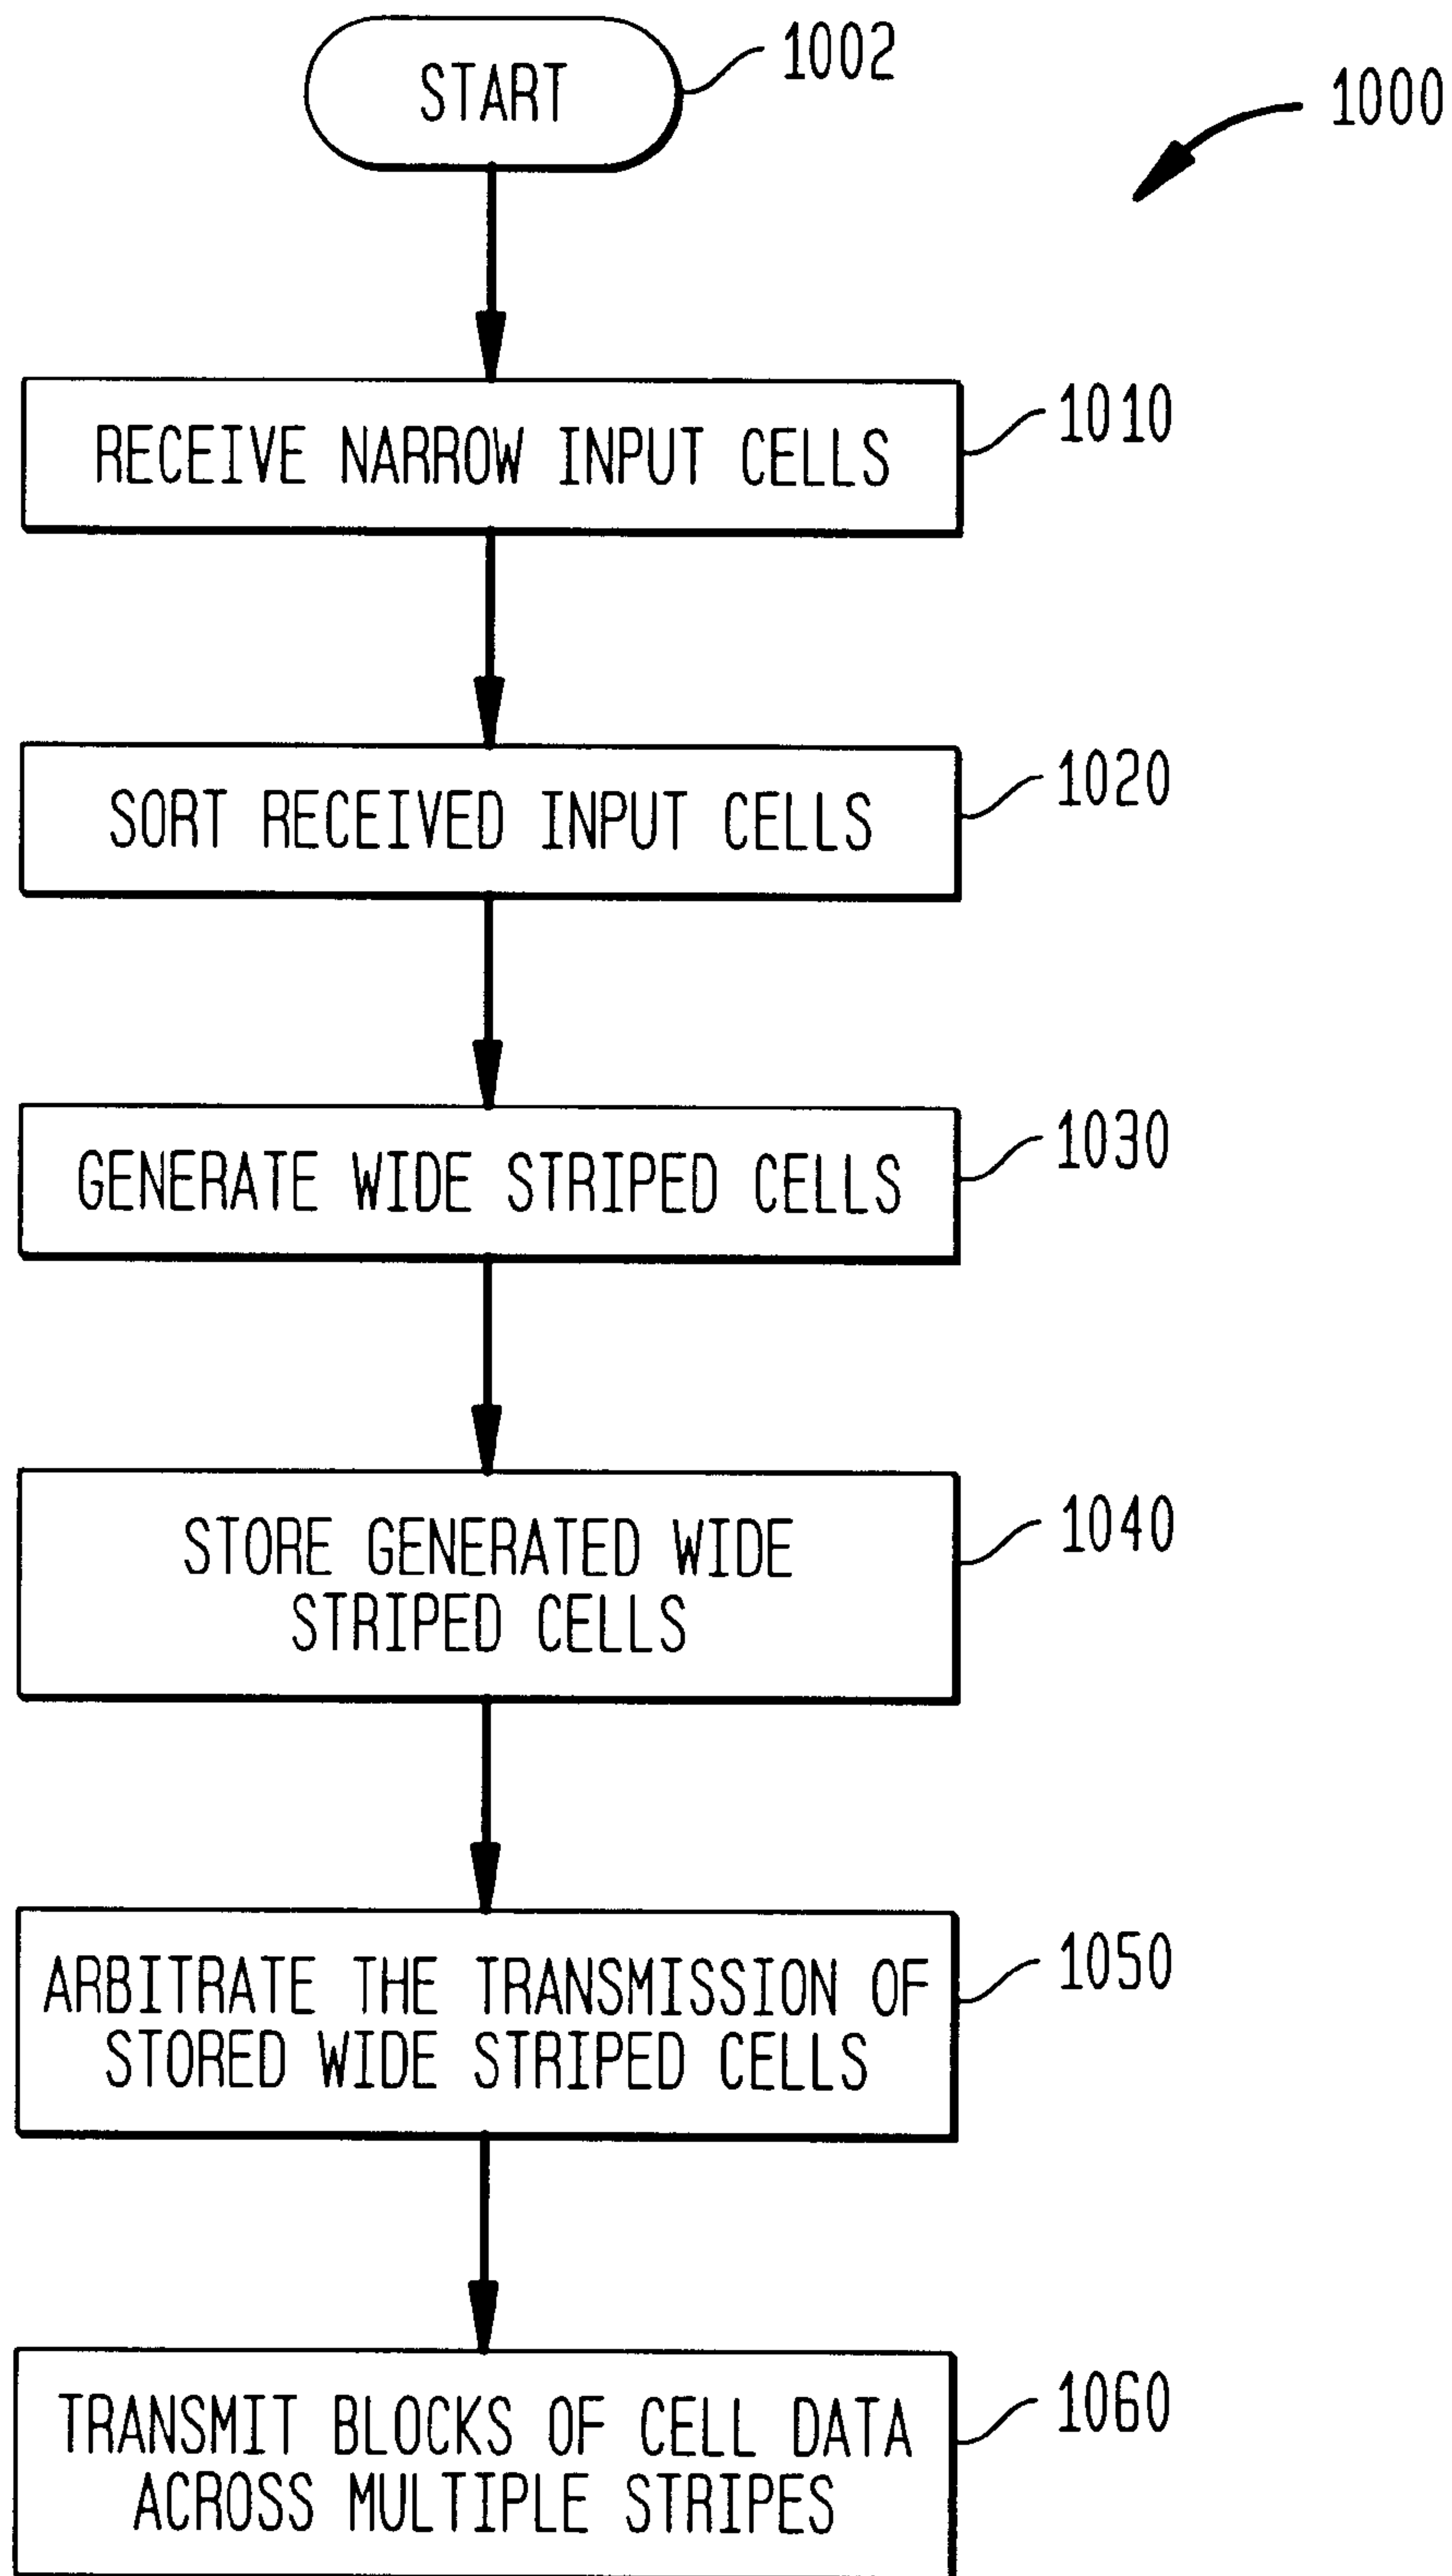 START
1002
1000
RECEIVE NARROW INPUT CELLS
1010
SORT RECEIVED INPUT CELLS
1020
GENERATE WIDE STRIPED CELLS
1030
STORE GENERATED WIDE
STRIPED CELLS
1040
ARBITRATE THE TRANSMISSION OF
STORED WIDE STRIPED CELLS
1050
TRANSMIT BLOCKS OF CELL DATA
ACROSS MULTIPLE STRIPES
1060